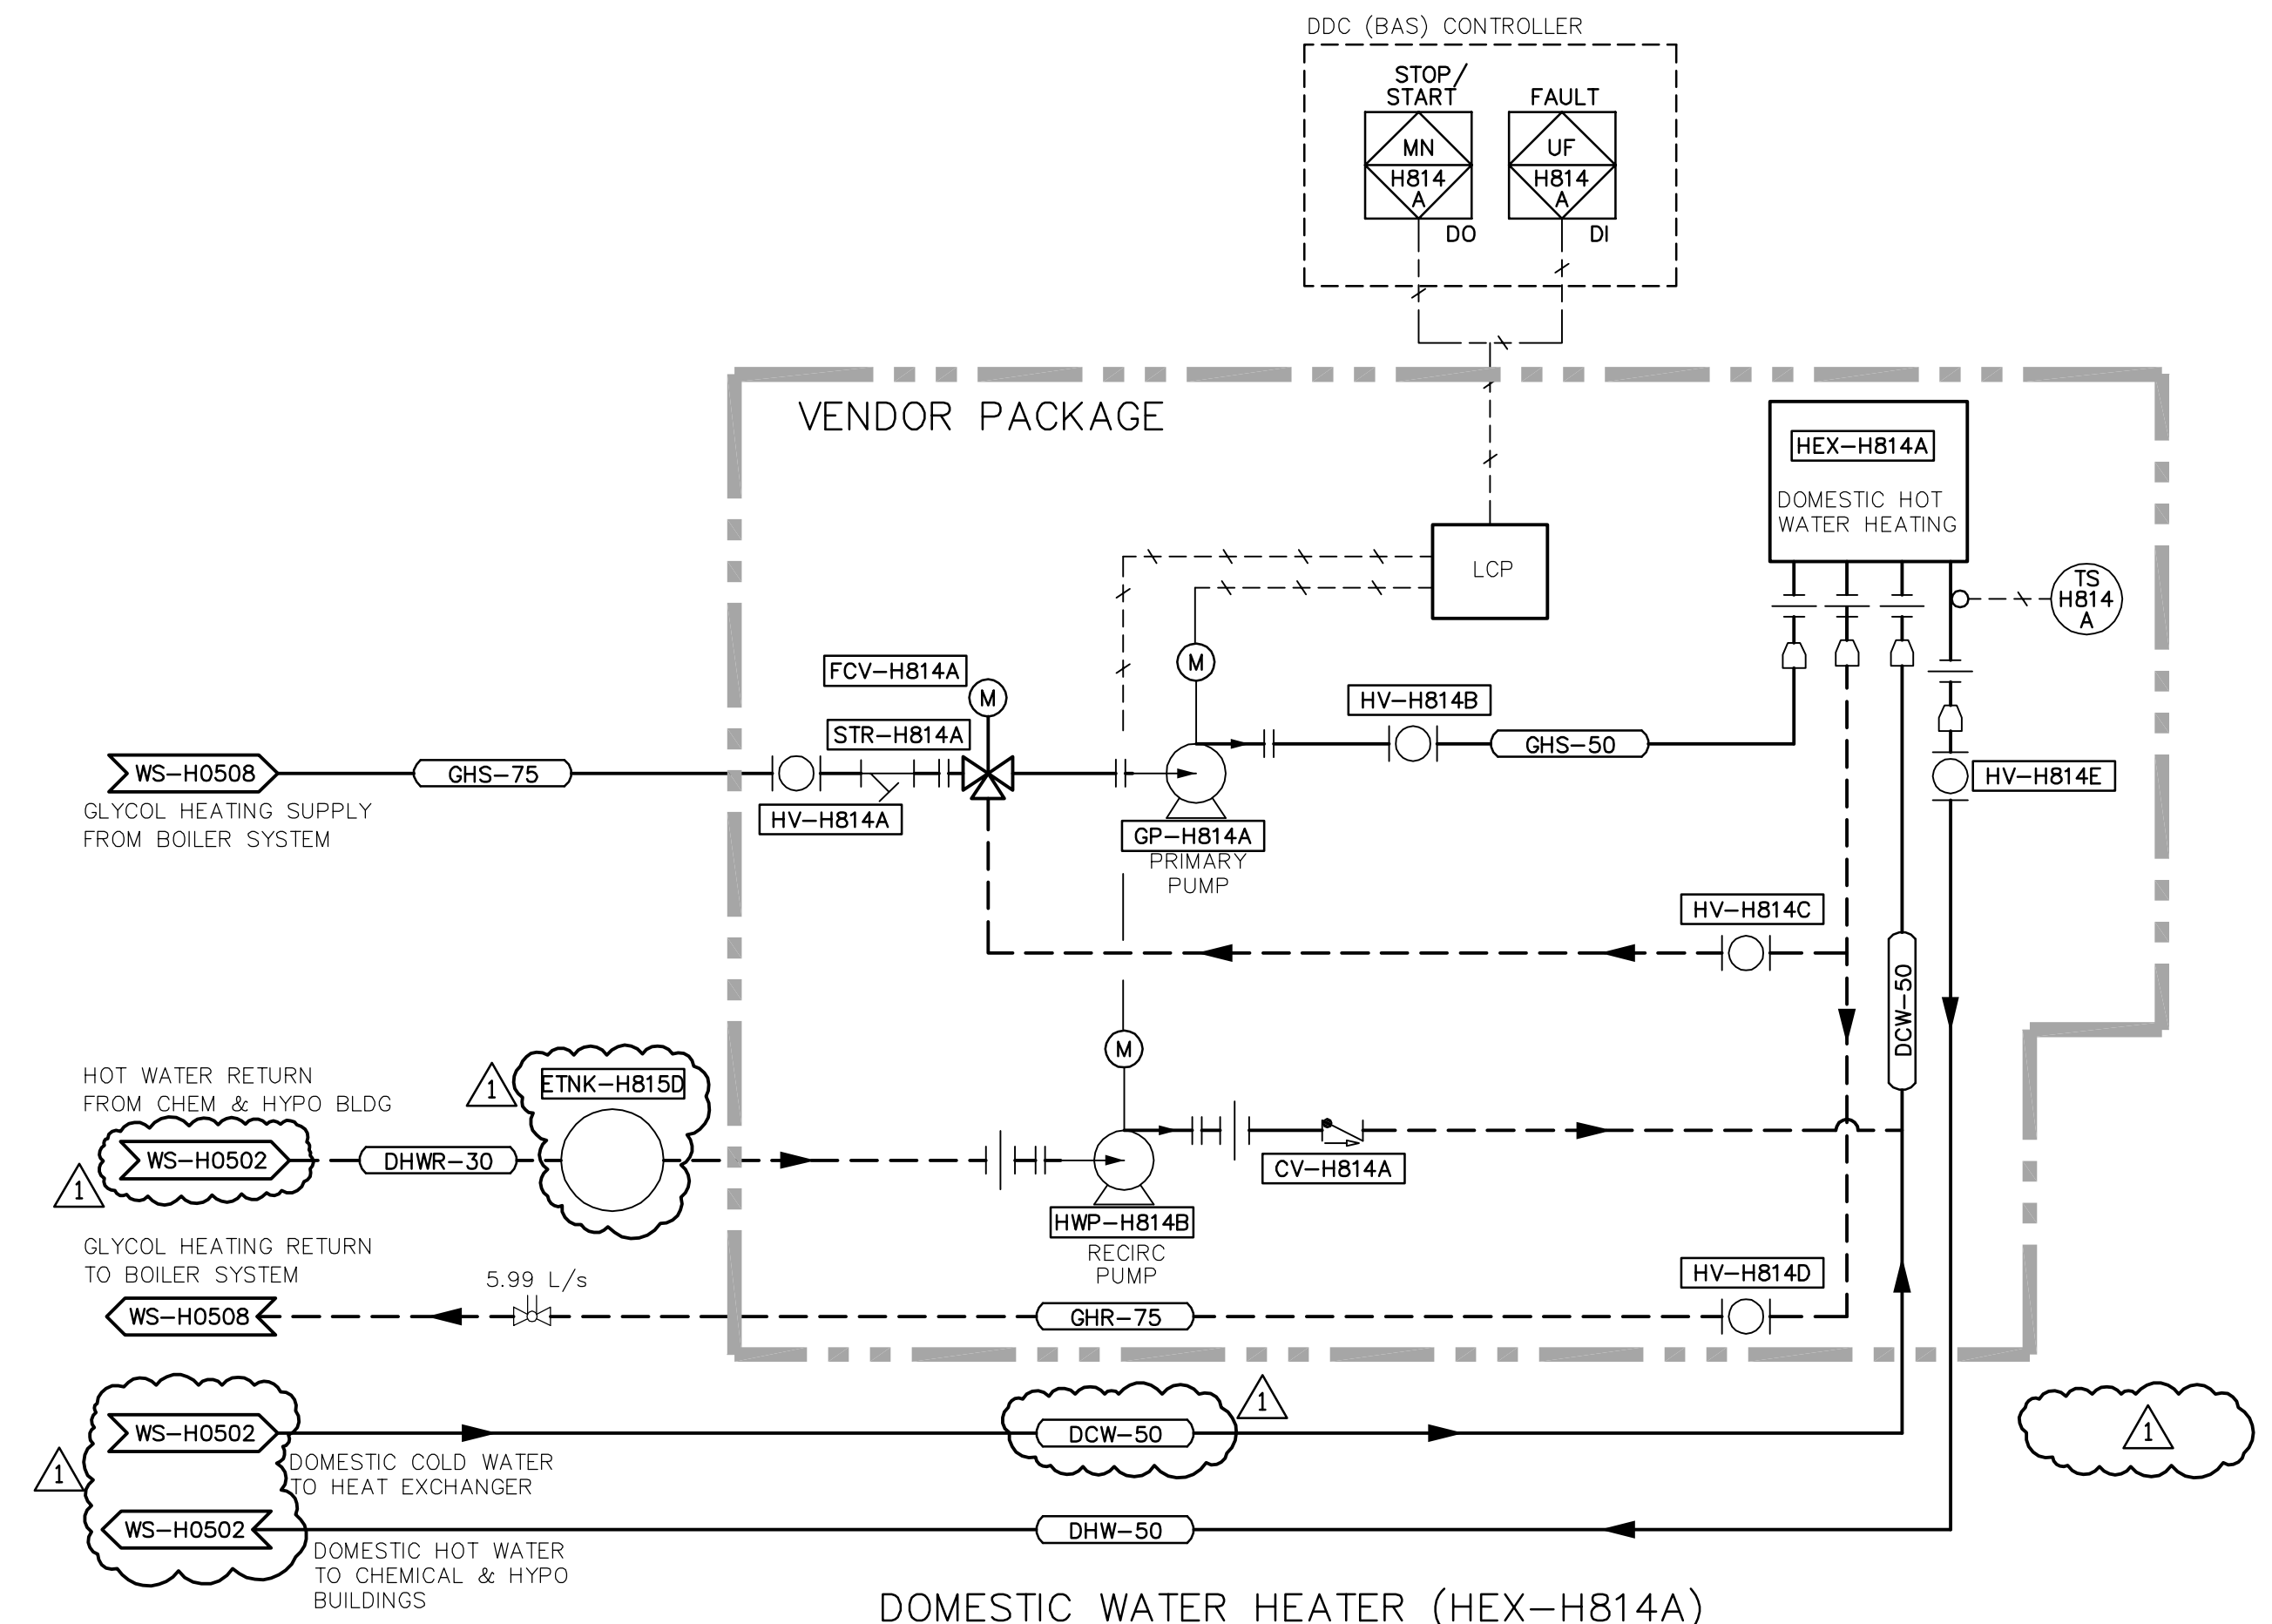 DDC (BAS) CONTROLLER
STOP/
START
FAULT
MN
H814
A
UF
H814
A
DO
DI
VENDOR PACKAGE
HEX-H814A
DOMESTIC HOT
WATER HEATING
LCP
TS
H814
A
FCV-H814A
M
M
STR-H814A
HV-H814B
WS-H0508
GHS-75
GHS-50
HV-H814E
GLYCOL HEATING SUPPLY
FROM BOILER SYSTEM
HV-H814A
GP-H814A
PRIMARY
PUMP
HV-H814C
DCW-50
M
HOT WATER RETURN
FROM CHEM & HYPO BLDG
1
ETNK-H815D
WS-H0502
DHWR-30
1
CV-H814A
HWP-H814B
RECIRC
PUMP
GLYCOL HEATING RETURN
TO BOILER SYSTEM
5.99 L/s
HV-H814D
WS-H0508
GHR-75
1
WS-H0502
DCW-50
1
DOMESTIC COLD WATER
TO HEAT EXCHANGER
1
WS-H0502
DHW-50
DOMESTIC HOT WATER
TO CHEMICAL & HYPO
BUILDINGS
DOMESTIC WATER HEATER (HEX-H814A)